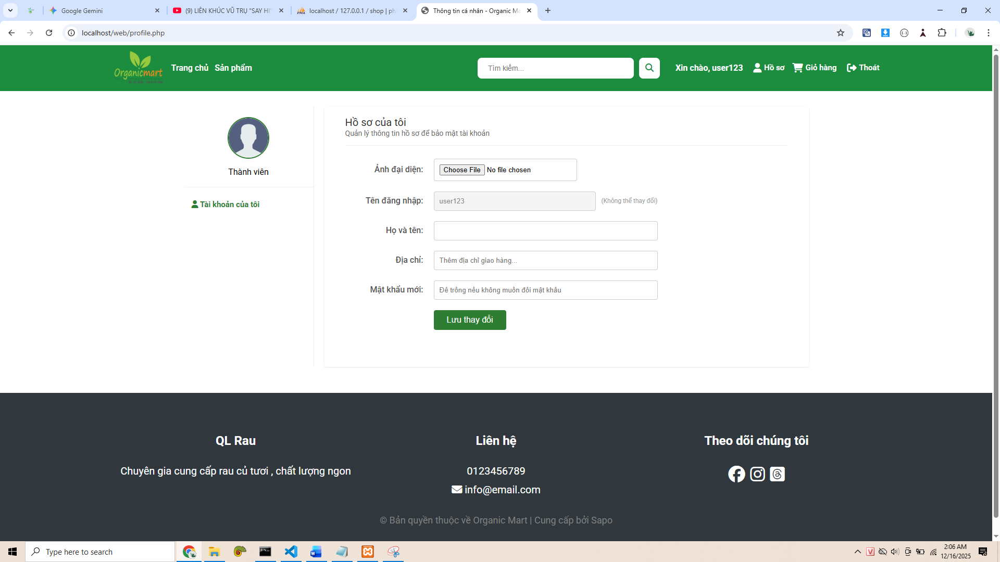 Google Gemini
(9) LIÊN KHÚC VŨ TRỤ "SAY HI"
localhost / 127.0.0.1 / shop | ph
Thông tin cá nhân - Organic Ma
localhost/web/profile.php
Organicmart
Trang chủ
Sản phẩm
Tìm kiếm...
Xin chào, user123
Hồ sơ
Giỏ hàng
Thoát
Thành viên
Tài khoản của tôi
Hồ sơ của tôi
Quản lý thông tin hồ sơ để bảo mật tài khoản
Ảnh đại diện:
Choose File No file chosen
Tên đăng nhập:
user123
(Không thể thay đổi)
Họ và tên:
Địa chỉ:
Thêm địa chỉ giao hàng...
Mật khẩu mới:
Để trống nếu không muốn đổi mật khẩu
Lưu thay đổi
QL Rau
Chuyên gia cung cấp rau củ tươi , chất lượng ngon
Liên hệ
0123456789
info@email.com
Theo dõi chúng tôi
© Bản quyền thuộc về Organic Mart | Cung cấp bởi Sapo
Type here to search
2:06 AM
12/16/2025